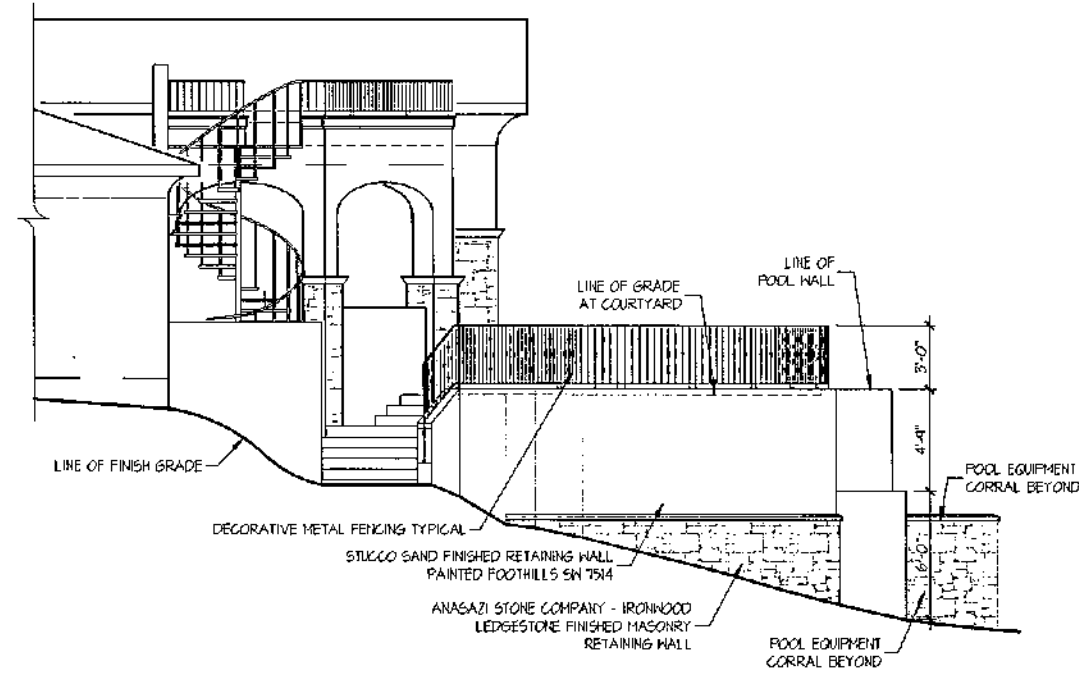 LINE OF
POOL WALL
LINE OF GRADE
AT COURTYARD
3'-0"
4'-9"
LINE OF FINISH GRADE
POOL EQUIPMENT
CORRAL BEYOND
DECORATIVE METAL FENCING TYPICAL
STUCCO SAND FINISHED RETAINING WALL
PAINTED FOOTHILLS SW 7514
6'-0"
ANASAZI STONE COMPANY - IRONWOOD
LEDGESTONE FINISHED MASONRY
RETAINING WALL
POOL EQUIPMENT
CORRAL BEYOND